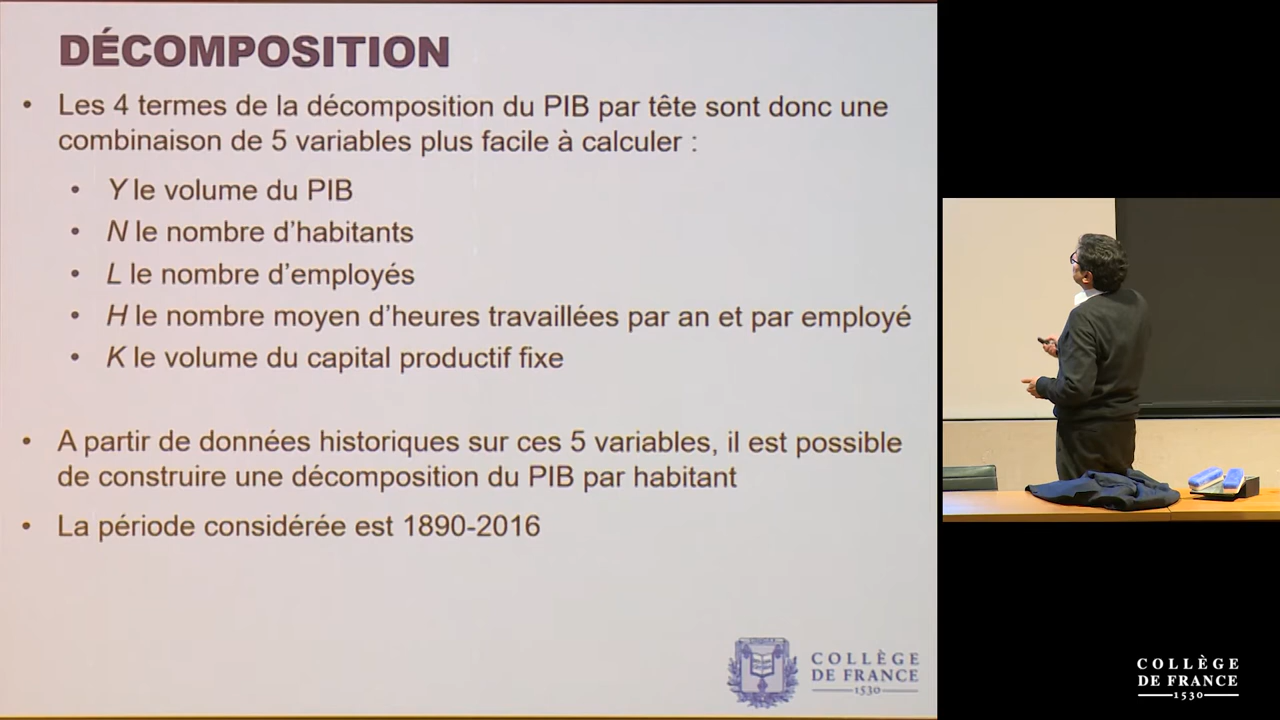 DÉCOMPOSITION
• Les 4 termes de la décomposition du PIB par tête sont donc une
combinaison de 5 variables plus facile à calculer :
• Y le volume du PIB
• N le nombre d'habitants
• L le nombre d'employés
• H le nombre moyen d'heures travaillées par an et par employé
• K le volume du capital productif fixe
• A partir de données historiques sur ces 5 variables, il est possible
de construire une décomposition du PIB par habitant
• La période considérée est 1890-2016
COLLÈGE
DE FRANCE
1530
COLLÈGE
DE FRANCE
1530